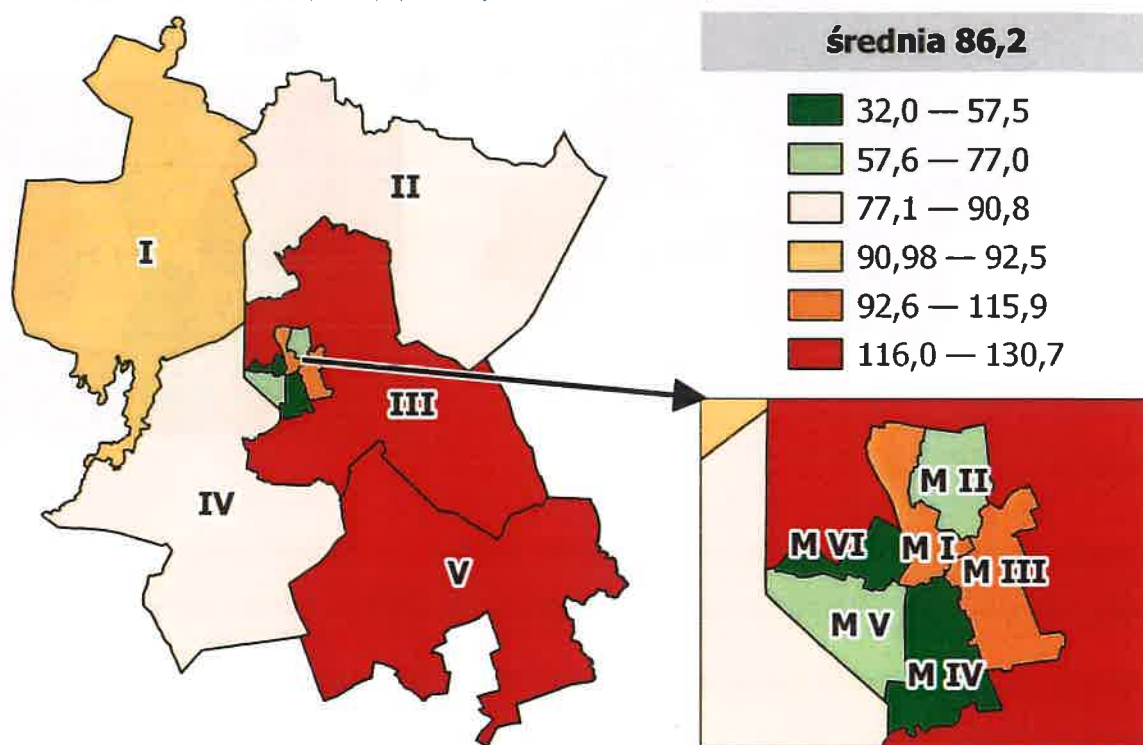 średnia 86,2
32,0 — 57,5
57,6 — 77,0
77,1 — 90,8
90,98 — 92,5
92,6 — 115,9
116,0 — 130,7
I
II
III
IV
V
M II
M VI
M I
M III
M V
M IV